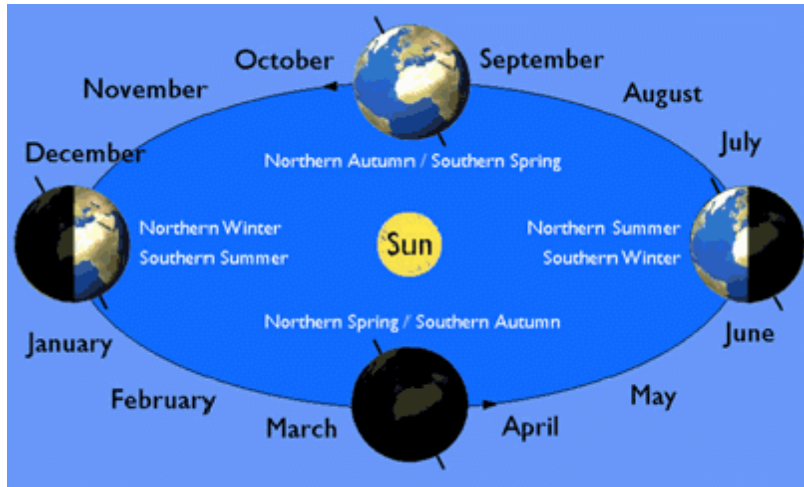 October
September
November
August
December
July
Northern Autumn / Southern Spring
Northern Winter
Southern Summer
Sun
Northern Summer
Southern Winter
Northern Spring / Southern Autumn
January
June
February
May
March
April